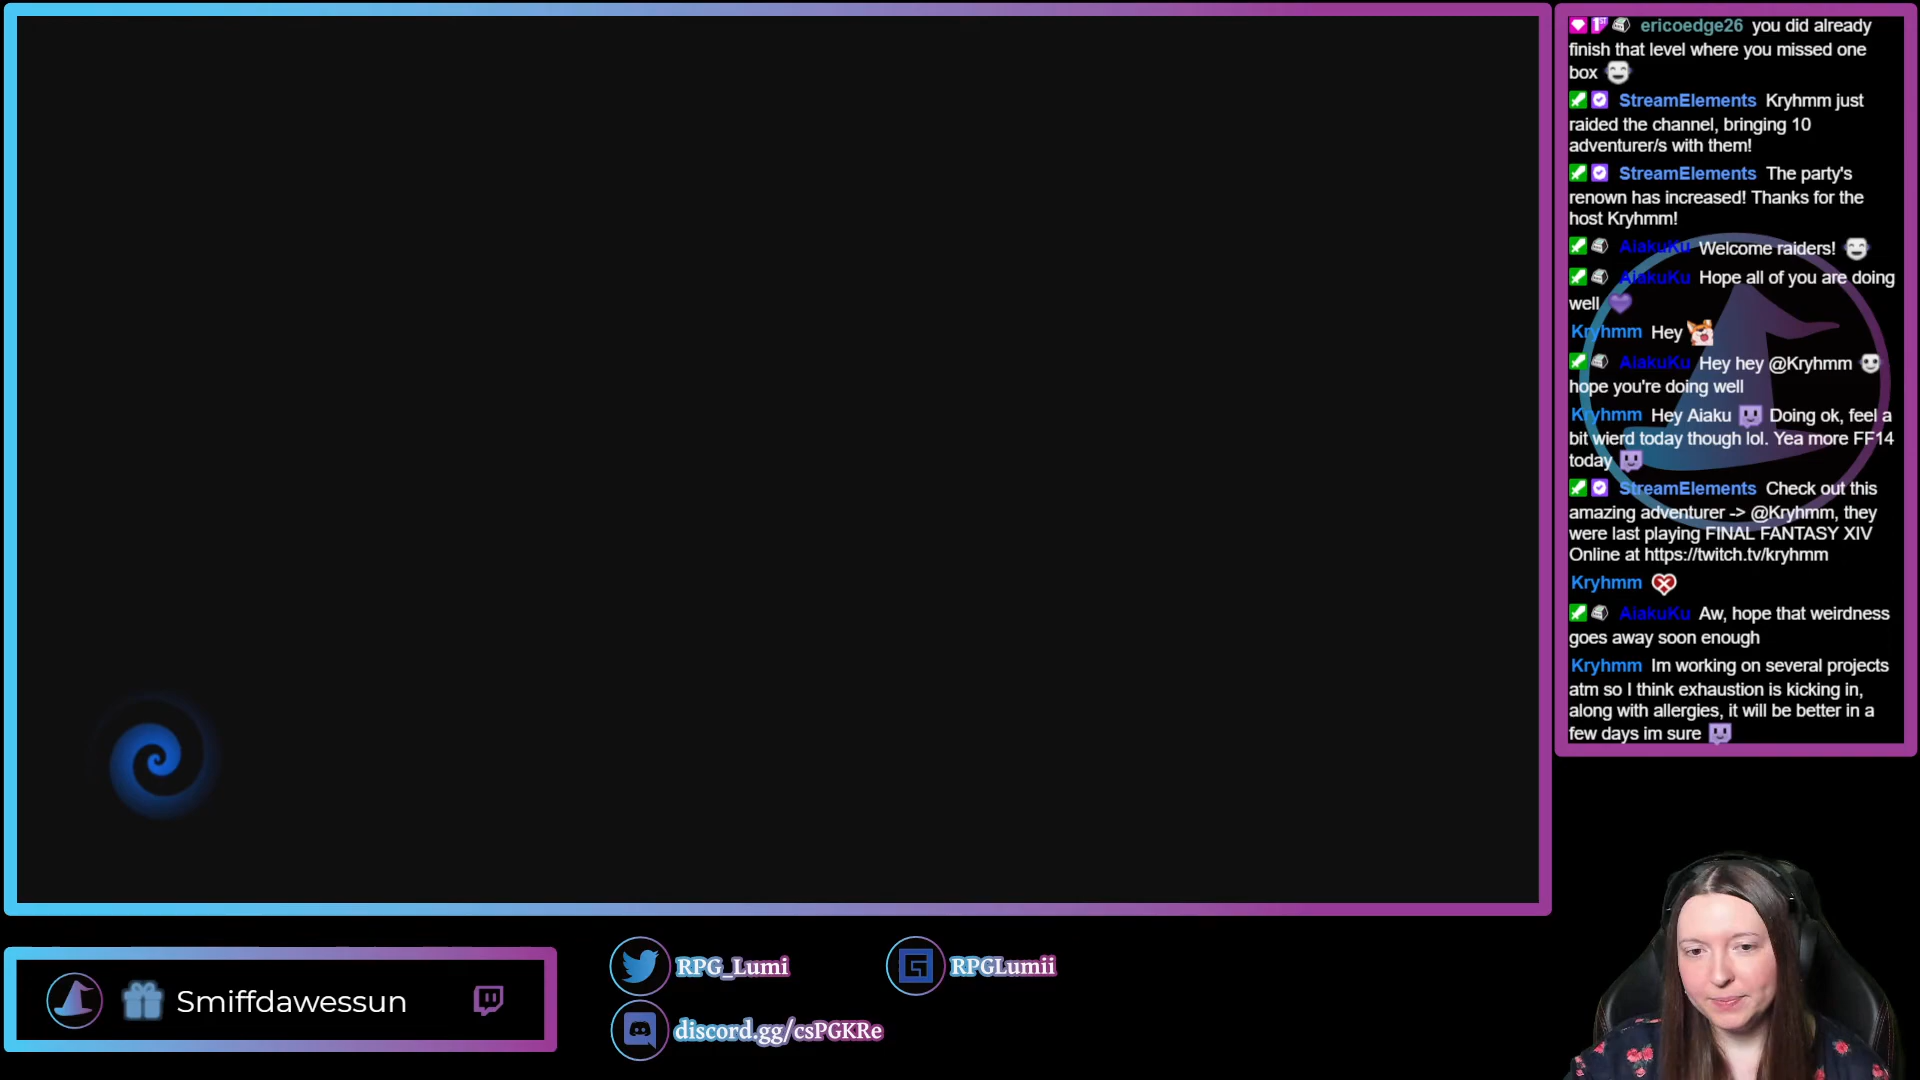 ericoedge26 you did already
finish that level where you missed one
box
StreamElements Kryhmm just
raided the channel, bringing 10
adventurer/s with them!
StreamElements The party's
renown has increased! Thanks for the
host Kryhmm!
AiakuKu Welcome raiders!
AiakuKu Hope all of you are doing
well
Kryhmm Hey
AiakuKu Hey hey @Kryhmm
hope you're doing well
Kryhmm Hey Aiaku Doing ok, feel a
bit wierd today though lol. Yea more FF14
today
StreamElements Check out this
amazing adventurer -> @Kryhmm, they
were last playing FINAL FANTASY XIV
Online at https://twitch.tv/kryhmm
Kryhmm
AiakuKu Aw, hope that weirdness
goes away soon enough
Kryhmm Im working on several projects
atm so I think exhaustion is kicking in,
along with allergies, it will be better in a
few days im sure
Smiffdawessun
RPG_Lumi
RPGLumii
discord.gg/csPGKRe